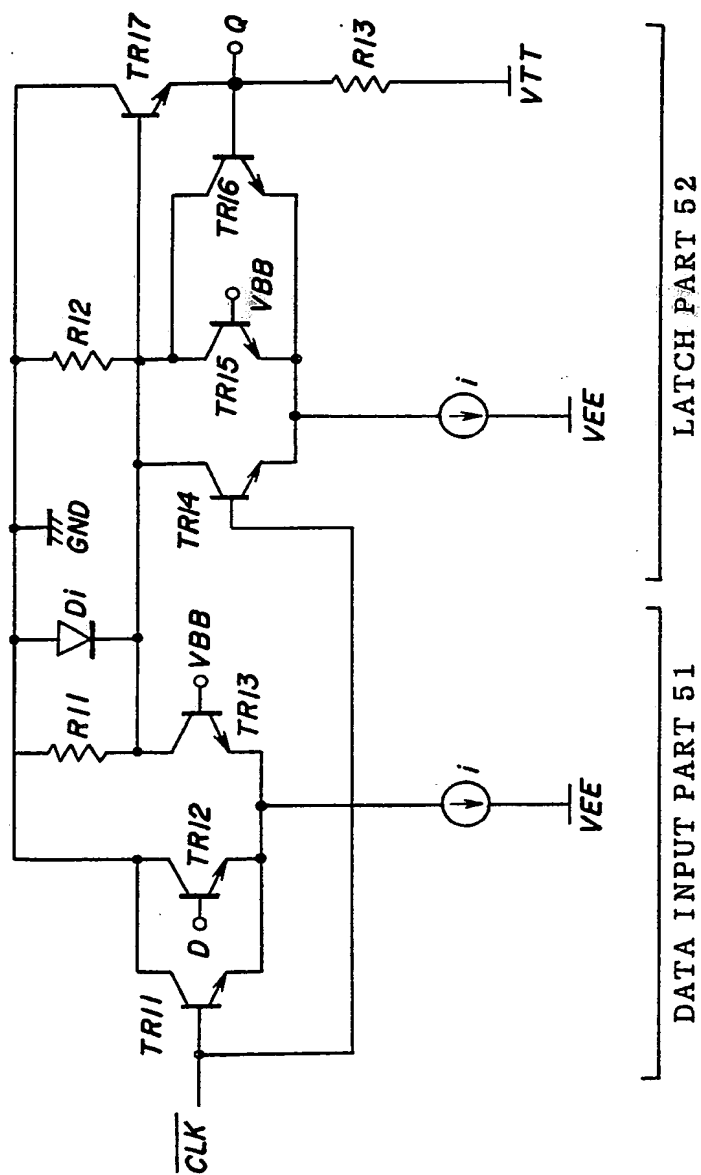 TR17
Q
R13
VTT
TR16
VBB
TR15
R12
TR14
GND
Di
i
VEE
R11
VBB
TR13
TR12
D
TR11
i
VEE
C̅L̅K̅
LATCH PART 52
DATA INPUT PART 51